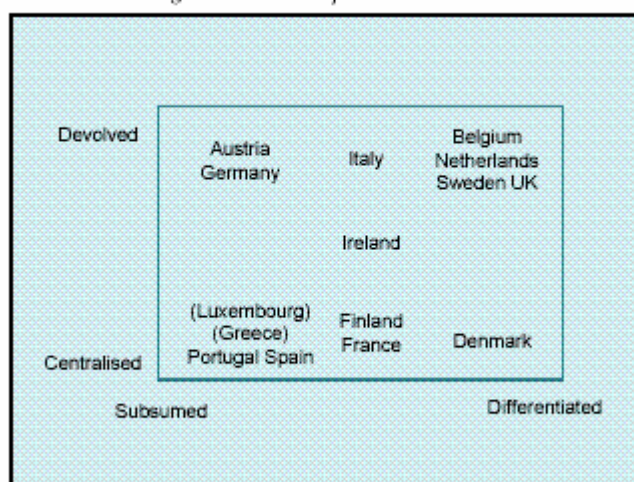 Devolved
Austria
Germany
Italy
Belgium
Netherlands
Sweden UK
Ireland
(Luxembourg)
(Greece)
Portugal Spain
Finland
France
Denmark
Centralised
Subsumed
Differentiated